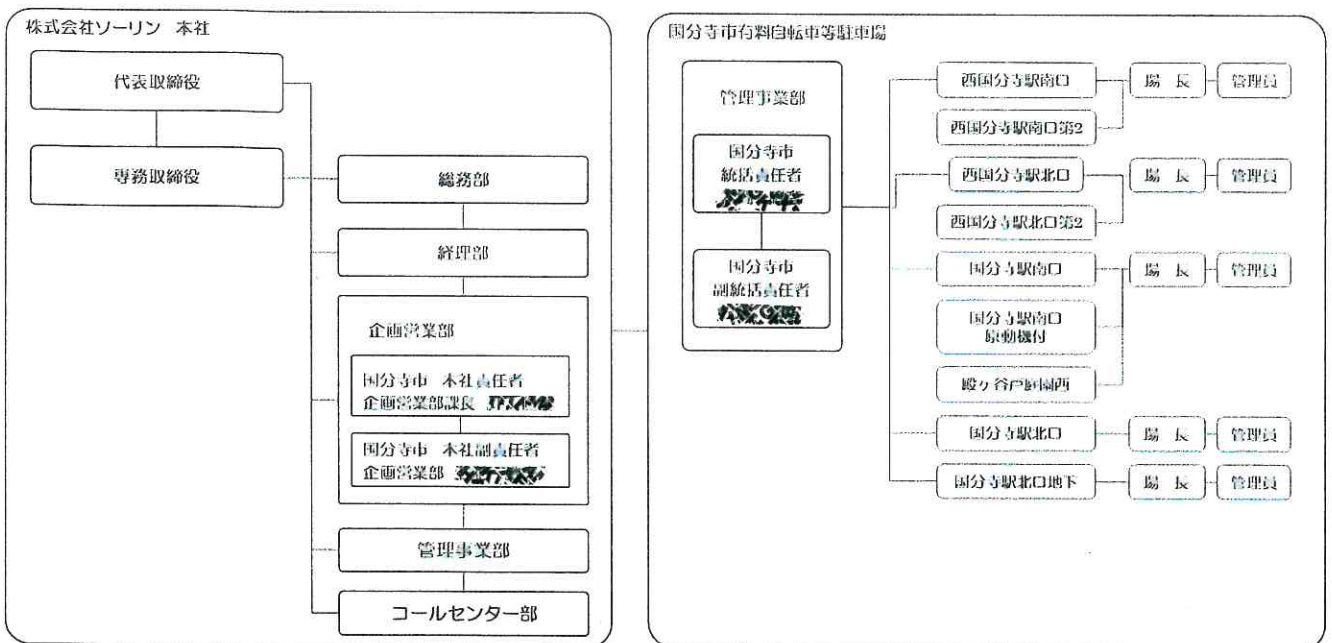 株式会社ソーリン 本社
代表取締役
専務取締役
総務部
経理部
企画営業部
国分寺市 本社責任者
企画営業部課長
国分寺市 本社副責任者
企画営業部
管理事業部
コールセンター部
国分寺市有料自転車等駐車場
管理事業部
国分寺市
統括責任者
国分寺市
副統括責任者
西国分寺駅南口 場 長 管理員
西国分寺駅南口第2
西国分寺駅北口 場 長 管理員
西国分寺駅北口第2
国分寺駅南口 場 長 管理員
国分寺駅南口
原動機付
殿ヶ谷戸庭園西
国分寺駅北口 場 長 管理員
国分寺駅北口地下 場 長 管理員